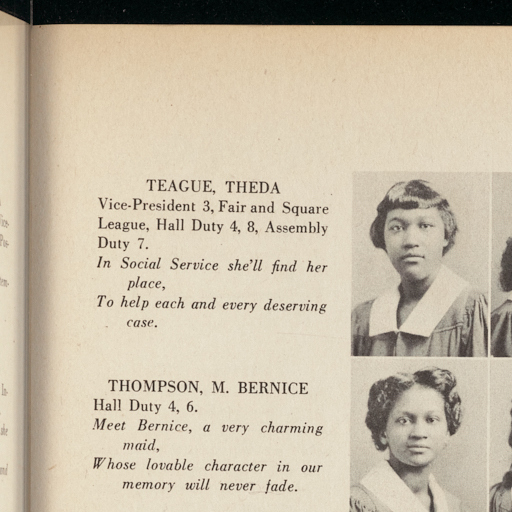 TEAGUE, THEDA
Vice-President 3, Fair and Square
League, Hall Duty 4, 8, Assembly
Duty 7.
In Social Service she'll find her
place,
To help each and every deserving
case.
THOMPSON, M. BERNICE
Hall Duty 4, 6.
Meet Bernice, a very charming
maid,
Whose lovable character in our
memory will never fade.